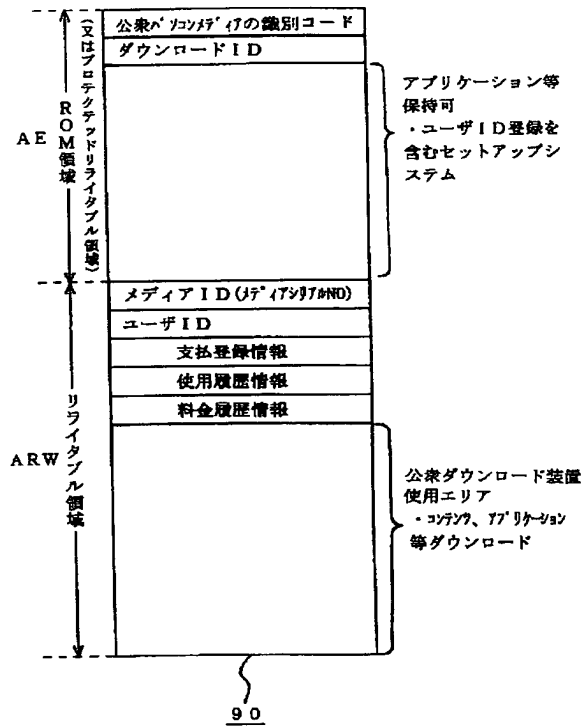 公衆パソコンメディアの識別コード
ダウンロードID
AE
ROM領域
(又はプロテクテッドリライタブル領域)
アプリケーション等
保持可
・ユーザID登録を
含むセットアップシ
ステム
メディアID(メディアシリアルNO)
ユーザID
支払登録情報
使用履歴情報
料金履歴情報
ARW
リライタブル領域
公衆ダウンロード装置
使用エリア
・コンテンツ、アプリケーション
等ダウンロード
90